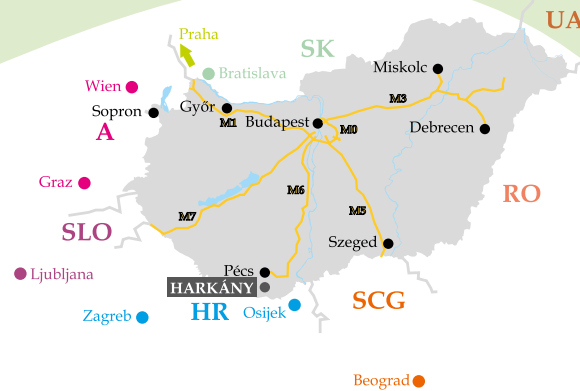 UA
Praha
SK
Bratislava
Miskolc
Wien
Győr
M3
Sopron
M1
Budapest
M0
A
Debrecen
Graz
M6
RO
M7
M5
SLO
Szeged
Pécs
Ljubljana
HARKÁNY
SCG
Zagreb
HR
Osijek
Beograd